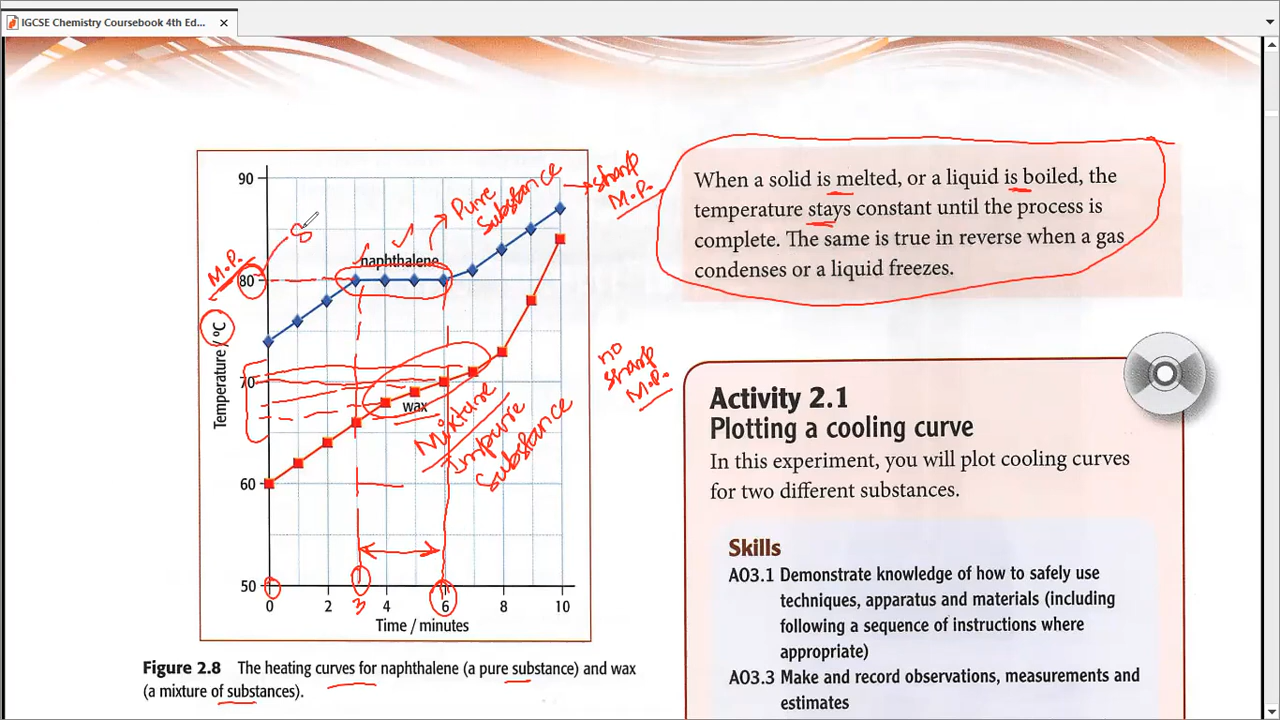 IGCSE Chemistry Coursebook 4th Ed...
90
80
70
60
50
0
2
4
6
8
10
Temperature / °C
Time / minutes
naphthalene
wax
M.P.
8
Pure
Substance
sharp
M.P.
no
sharp
M.P.
Mixture
Impure
Substance
3
Figure 2.8 The heating curves for naphthalene (a pure substance) and wax
(a mixture of substances).
When a solid is melted, or a liquid is boiled, the
temperature stays constant until the process is
complete. The same is true in reverse when a gas
condenses or a liquid freezes.
Activity 2.1
Plotting a cooling curve
In this experiment, you will plot cooling curves
for two different substances.
Skills
AO3.1 Demonstrate knowledge of how to safely use
techniques, apparatus and materials (including
following a sequence of instructions where
appropriate)
AO3.3 Make and record observations, measurements and
estimates